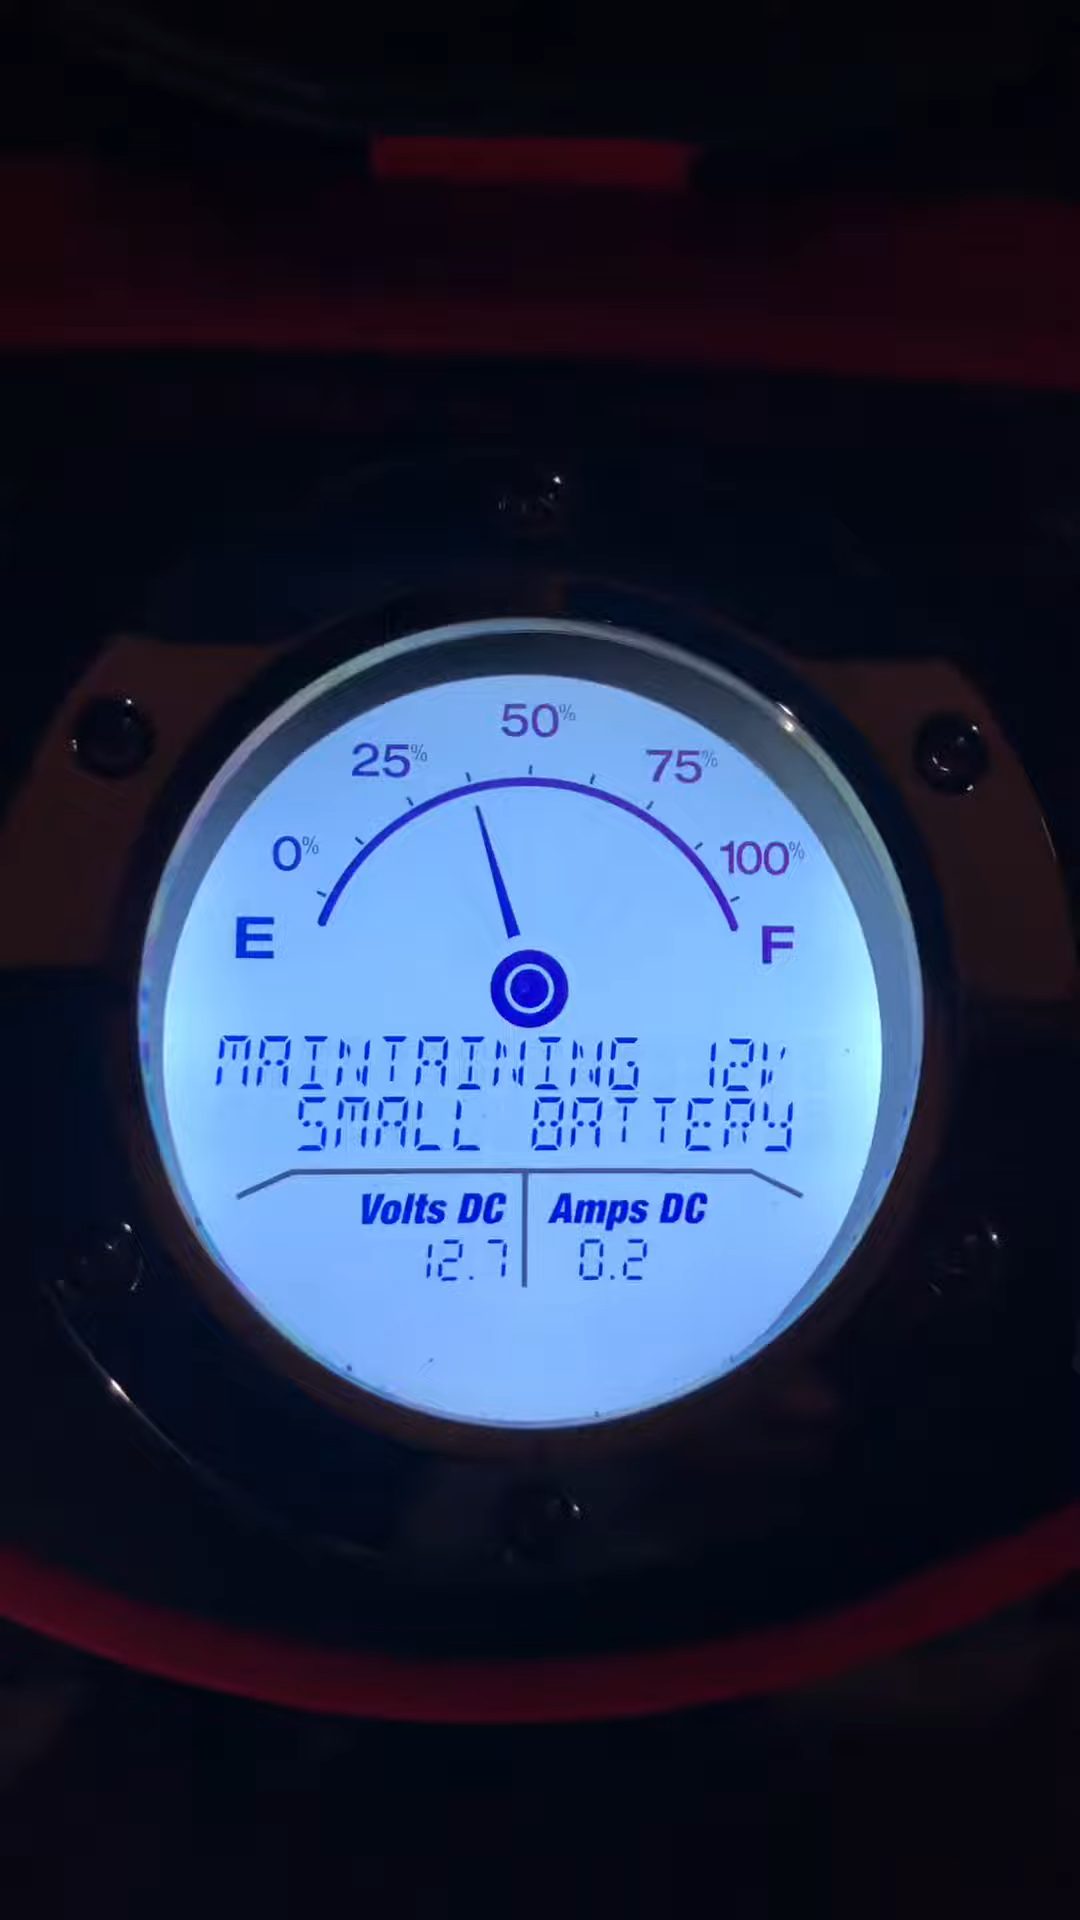 50%
25%
75%
0%
100%
E
F
MAINTAINING 12V
SMALL BATTERY
Volts DC Amps DC
12.7 0.2